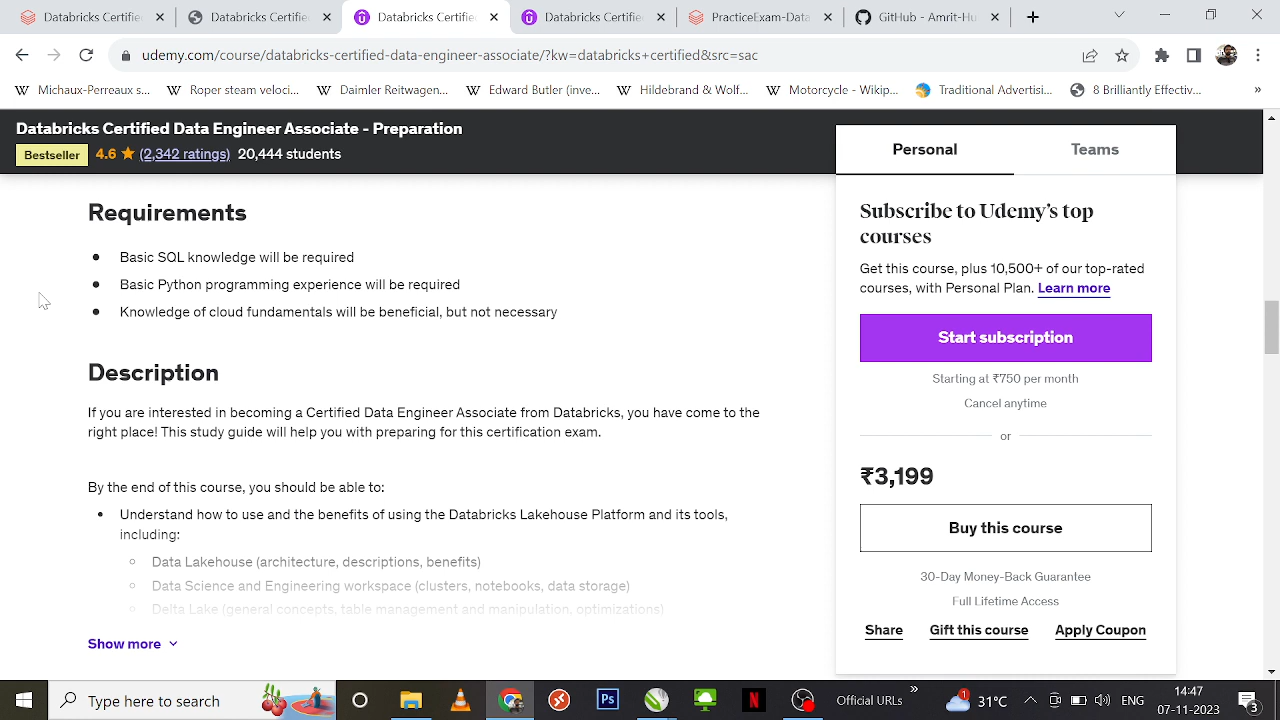 Databricks Certi
Databricks Certified
Databricks Certified Da
Databricks Certified
PracticeExam-Data
GitHub - Amrit-Hu
udemy.com/course/databricks-certified-data-engineer-associate/?kw=databricks+certified&src=sac
Michaux-Perreaux s...
Roper steam veloci...
Daimler Reitwagen...
Edward Butler (inve...
Hildebrand & Wolf...
Motorcycle - Wikip...
Traditional Advertisi...
8 Brilliantly Effectiv...
»
Databricks Certified Data Engineer Associate - Preparation
Bestseller 4.6 ★ (2,342 ratings) 20,444 students
Requirements
• Basic SQL knowledge will be required
• Basic Python programming experience will be required
• Knowledge of cloud fundamentals will be beneficial, but not necessary
Description
If you are interested in becoming a Certified Data Engineer Associate from Databricks, you have come to the
right place! This study guide will help you with preparing for this certification exam.
By the end of this course, you should be able to:
• Understand how to use and the benefits of using the Databricks Lakehouse Platform and its tools,
including:
○ Data Lakehouse (architecture, descriptions, benefits)
○ Data Science and Engineering workspace (clusters, notebooks, data storage)
○ Delta Lake (general concepts, table management and manipulation, optimizations)
Show more
Personal
Teams
Subscribe to Udemy's top
courses
Get this course, plus 10,500+ of our top-rated
courses, with Personal Plan. Learn more
Start subscription
Starting at ₹750 per month
Cancel anytime
or
₹3,199
Buy this course
30-Day Money-Back Guarantee
Full Lifetime Access
Share
Gift this course
Apply Coupon
Type here to search
Ps
N
Official URLs
»
1
31°C
ENG
14:47
07-11-2023
3